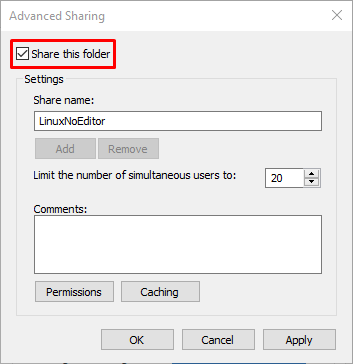 Advanced Sharing
Share this folder
Settings
Share name:
LinuxNoEditor
Add Remove
Limit the number of simultaneous users to: 20
Comments:
Permissions Caching
OK Cancel Apply